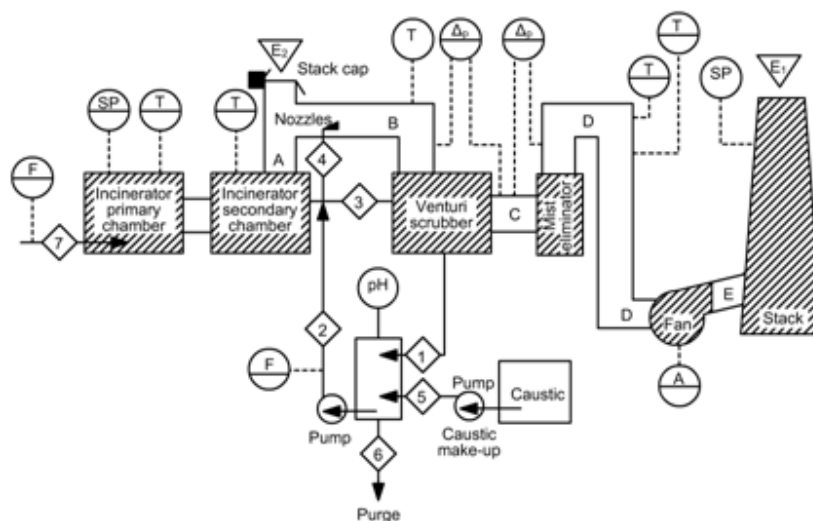 E₂
T
Δp
Δp
T
T
SP
E₁
Stack cap
D
SP
T
T
Nozzles
B
F
A
4
Incinerator
primary
chamber
Incinerator
secondary
chamber
3
Venturi
scrubber
C
Mist
eliminator
7
pH
E
D
Fan
Stack
2
1
F
5
Pump
Caustic
A
Pump
Caustic
make-up
6
Purge